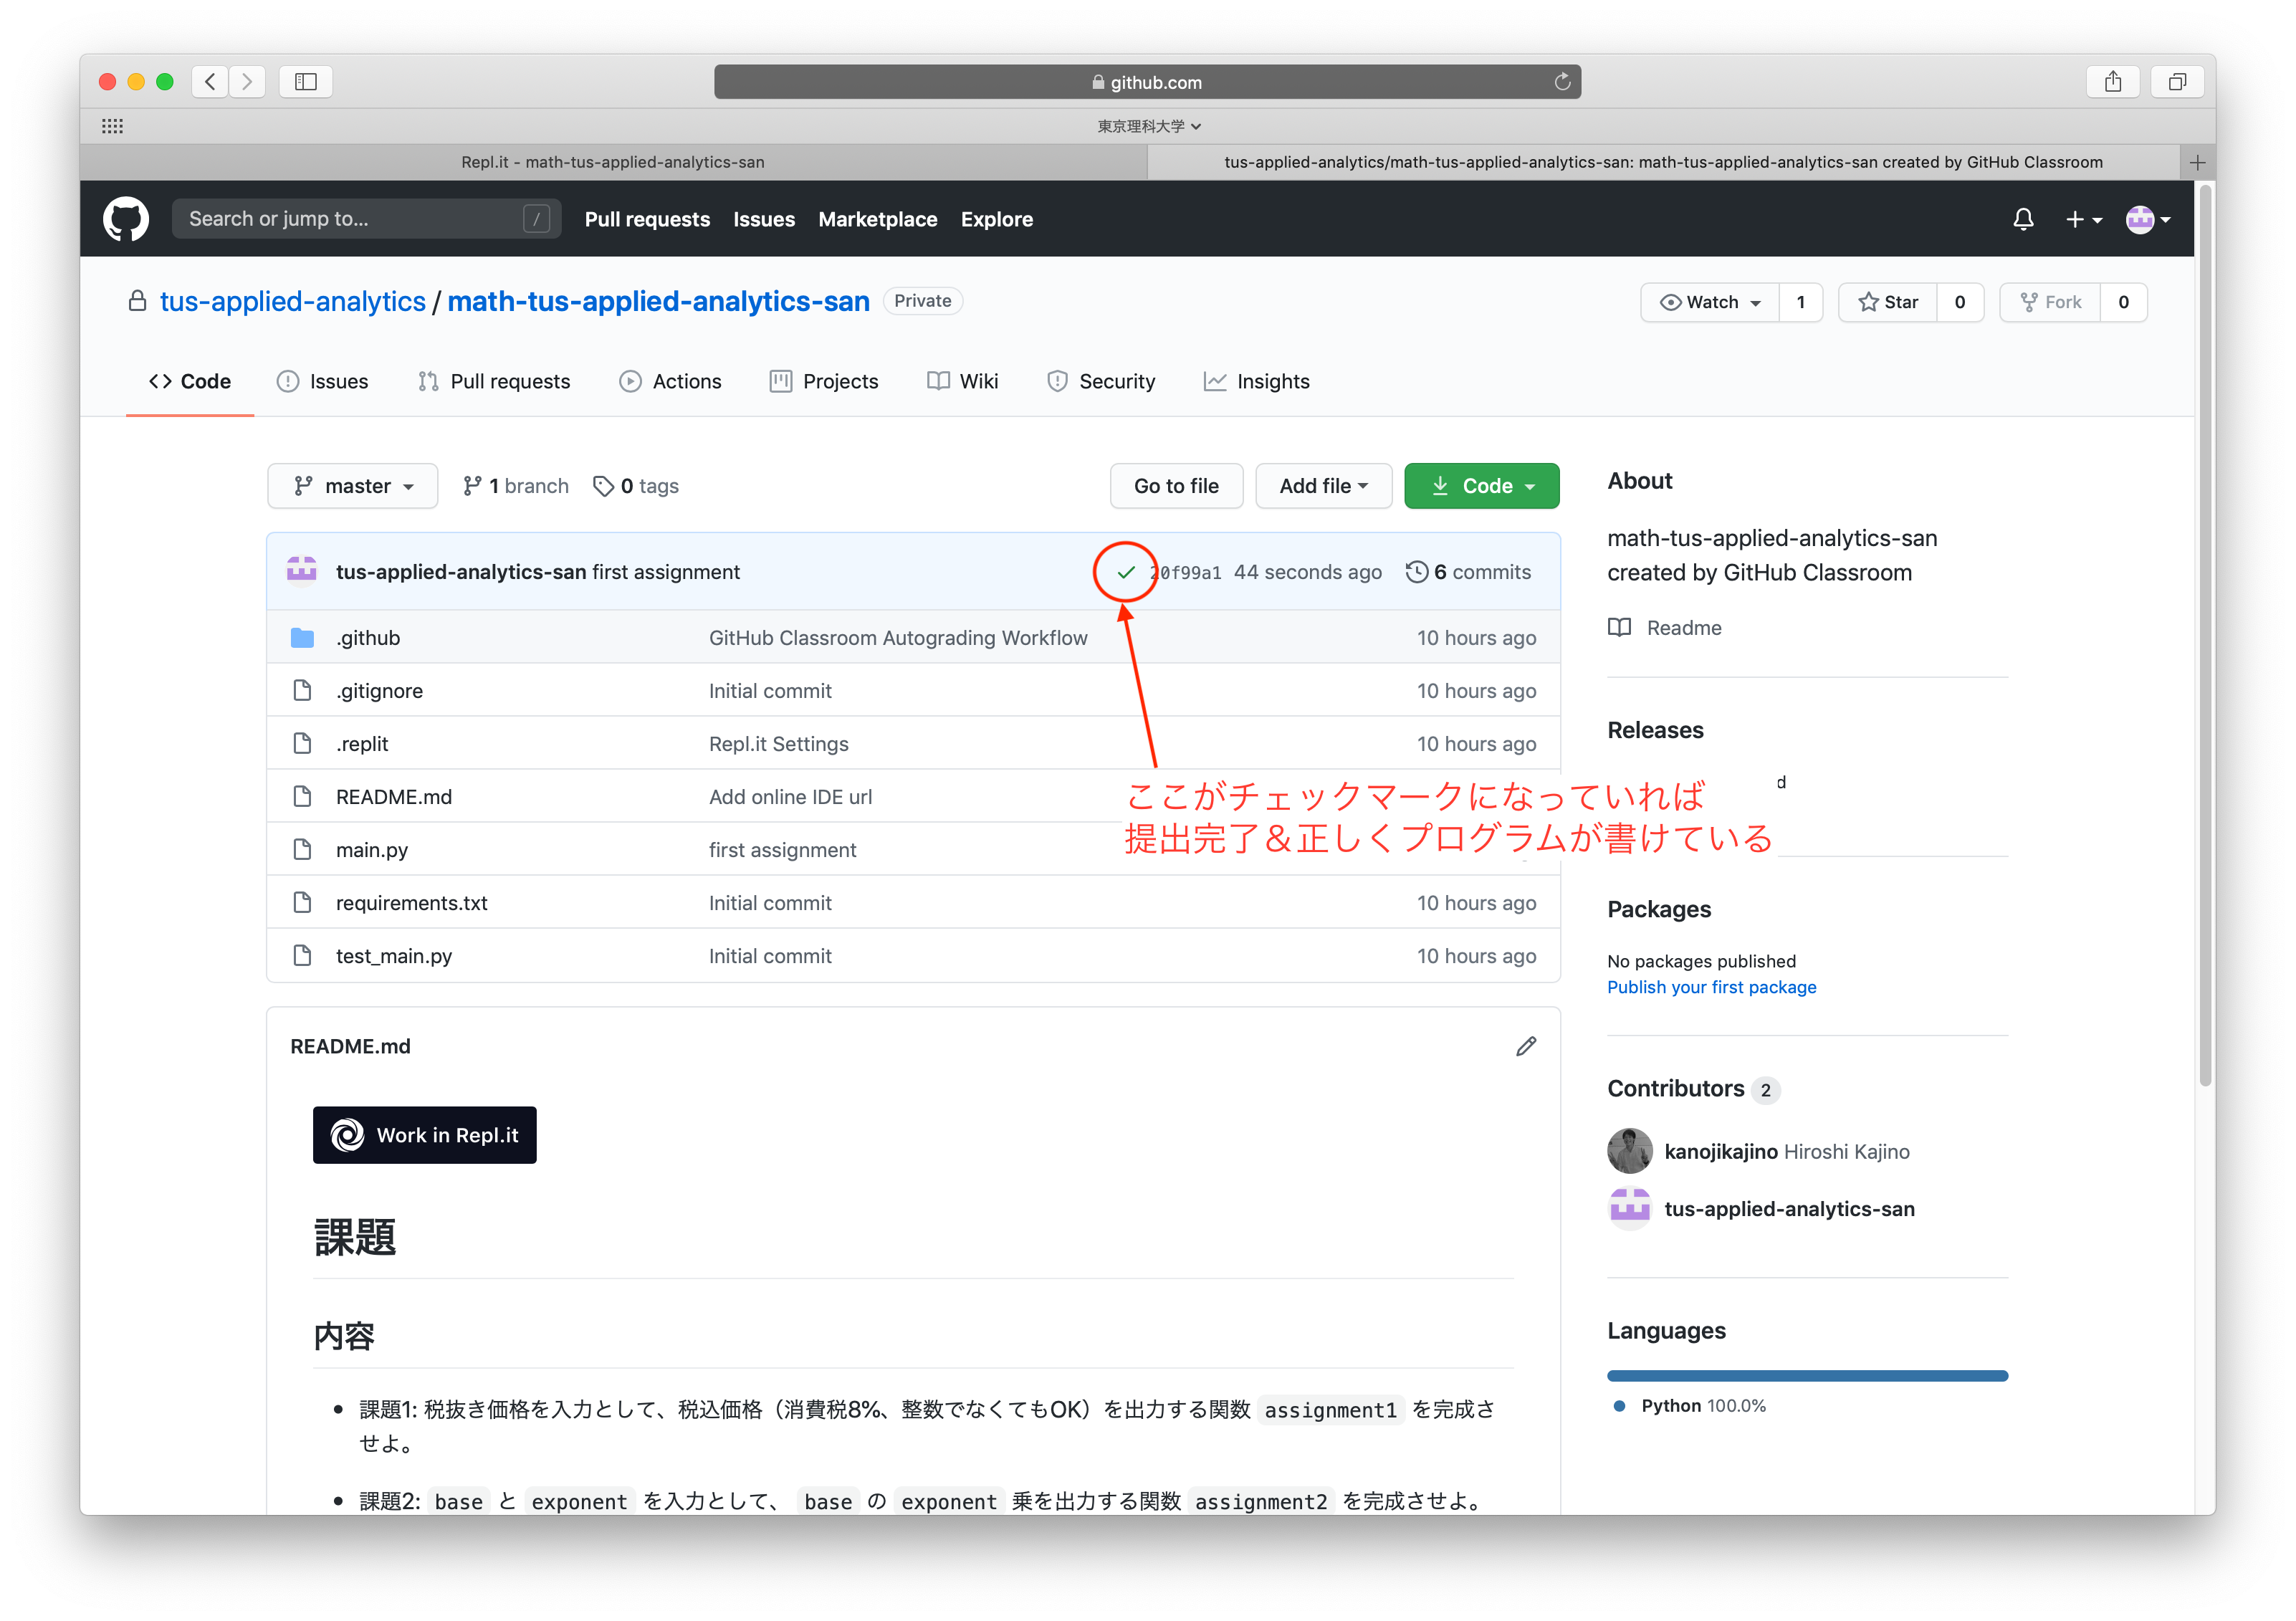 github.com
東京理科大学
Repl.it - math-tus-applied-analytics-san
tus-applied-analytics/math-tus-applied-analytics-san: math-tus-applied-analytics-san created by GitHub Classroom
Search or jump to... /
Pull requests Issues Marketplace Explore
tus-applied-analytics / math-tus-applied-analytics-san Private
Watch 1 Star 0 Fork 0
Code Issues Pull requests Actions Projects Wiki Security Insights
master 1 branch 0 tags Go to file Add file Code
tus-applied-analytics-san first assignment 20f99a1 44 seconds ago 6 commits
.github GitHub Classroom Autograding Workflow 10 hours ago
.gitignore Initial commit 10 hours ago
.replit Repl.it Settings 10 hours ago
README.md Add online IDE url
main.py first assignment
requirements.txt Initial commit 10 hours ago
test_main.py Initial commit 10 hours ago
ここがチェックマークになっていれば
提出完了＆正しくプログラムが書けている
README.md
Work in Repl.it
課題
内容
課題1: 税抜き価格を入力として、税込価格（消費税8%、整数でなくてもOK）を出力する関数 assignment1 を完成さ
せよ。
課題2: base と exponent を入力として、 base の exponent 乗を出力する関数 assignment2 を完成させよ。
About
math-tus-applied-analytics-san
created by GitHub Classroom
Readme
Releases
d
Packages
No packages published
Publish your first package
Contributors 2
kanojikajino Hiroshi Kajino
tus-applied-analytics-san
Languages
Python 100.0%